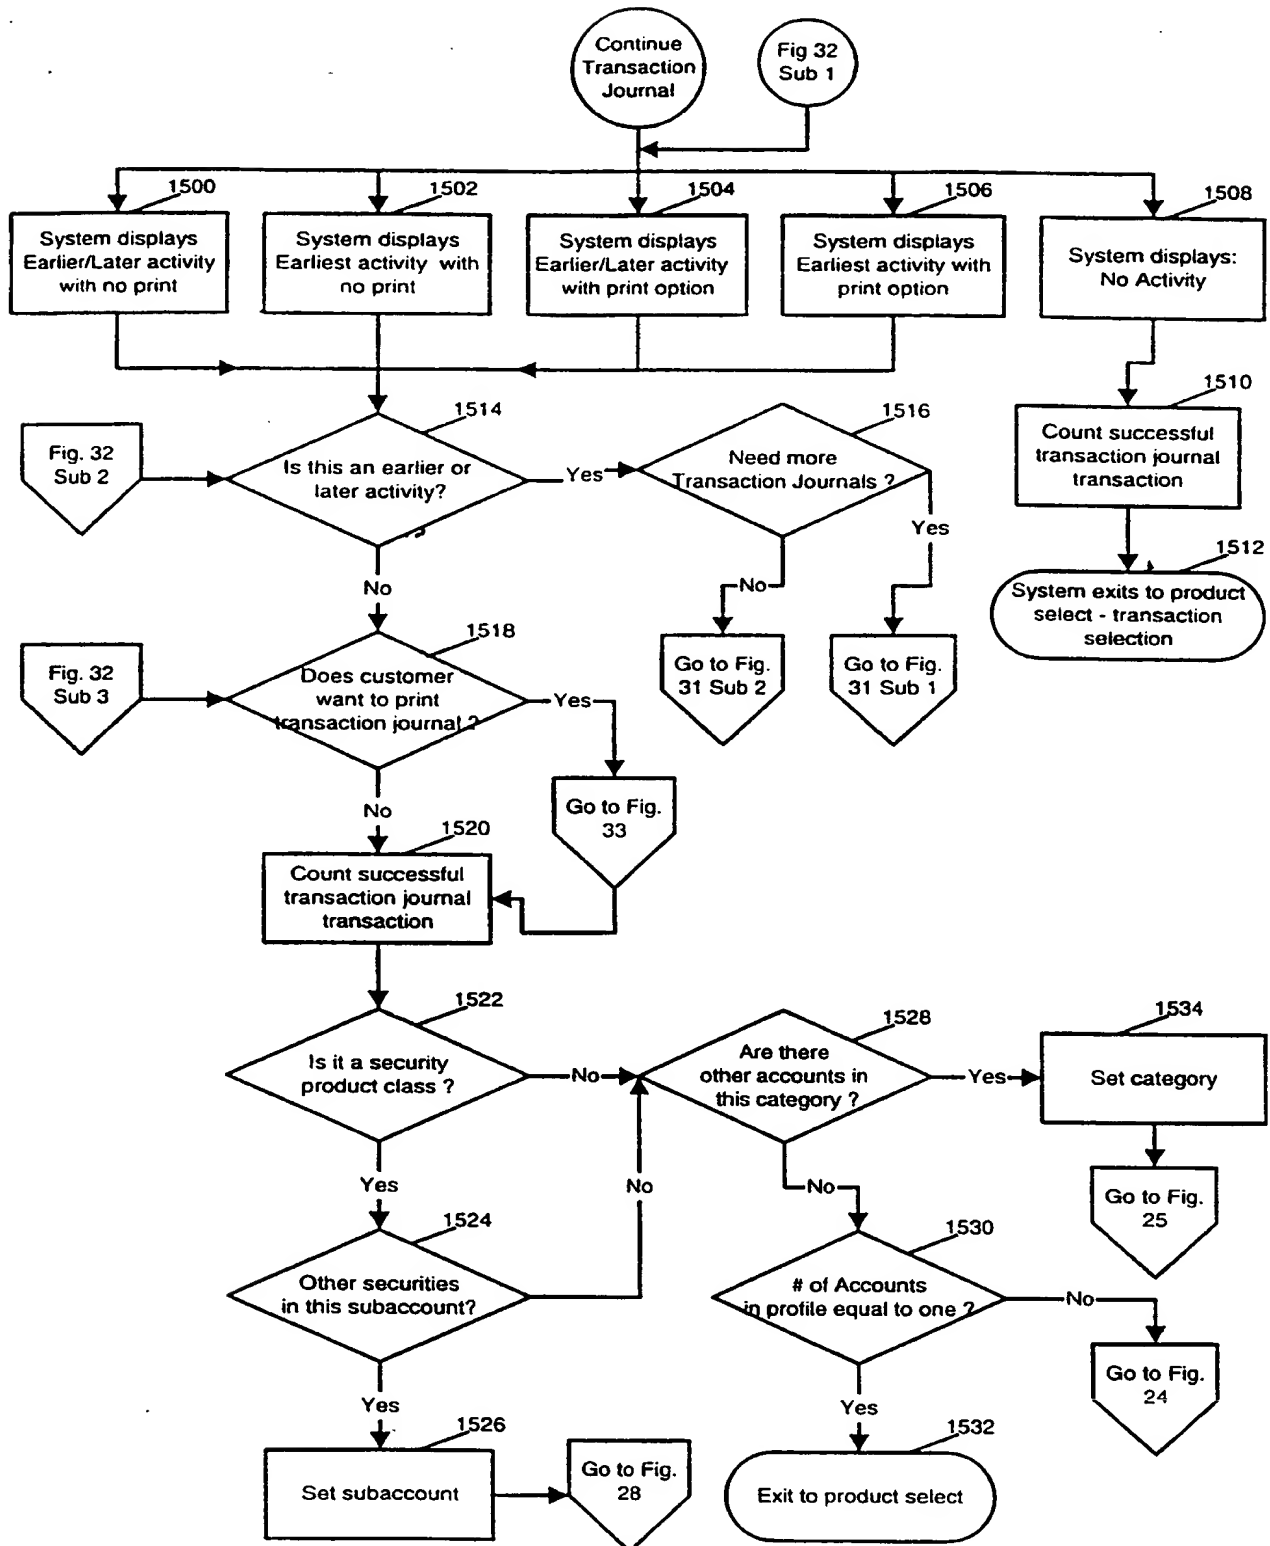 Continue
Transaction
Journal
Fig 32
Sub 1
1500
1502
1504
1506
1508
System displays
Earlier/Later activity
with no print
System displays
Earliest activity with
no print
System displays
Earlier/Later activity
with print option
System displays
Earliest activity with
print option
System displays:
No Activity
1510
Count successful
transaction journal
transaction
1512
System exits to product
select - transaction
selection
Fig. 32
Sub 2
1514
Is this an earlier or
later activity?
Yes
1516
Need more
Transaction Journals ?
Yes
No
No
Go to Fig.
31 Sub 2
Go to Fig.
31 Sub 1
Fig. 32
Sub 3
1518
Does customer
want to print
transaction journal ?
Yes
No
Go to Fig.
33
1520
Count successful
transaction journal
transaction
1522
Is it a security
product class ?
No
1528
Are there
other accounts in
this category ?
Yes
1534
Set category
Yes
No
No
Go to Fig.
25
1524
Other securities
in this subaccount?
1530
# of Accounts
in profile equal to one ?
No
Go to Fig.
24
Yes
Yes
1526
Set subaccount
Go to Fig.
28
1532
Exit to product select